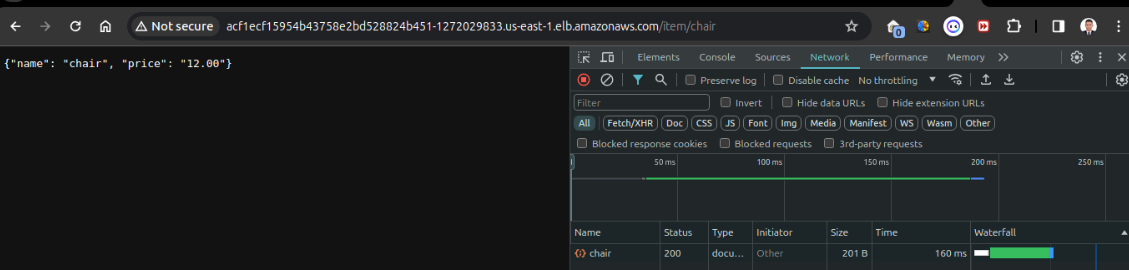 Not secure acf1ecf15954b43758e2bd528824b451-1272029833.us-east-1.elb.amazonaws.com/item/chair 0
{"name": "chair", "price": "12.00"}
Elements Console Sources Network Performance Memory
Preserve log Disable cache No throttling
Filter Invert Hide data URLs Hide extension URLs
All Fetch/XHR Doc CSS JS Font Img Media Manifest WS Wasm Other
Blocked response cookies Blocked requests 3rd-party requests
50 ms 100 ms 150 ms 200 ms 250 ms
Name Status Type Initiator Size Time Waterfall
chair 200 docu... Other 201 B 160 ms